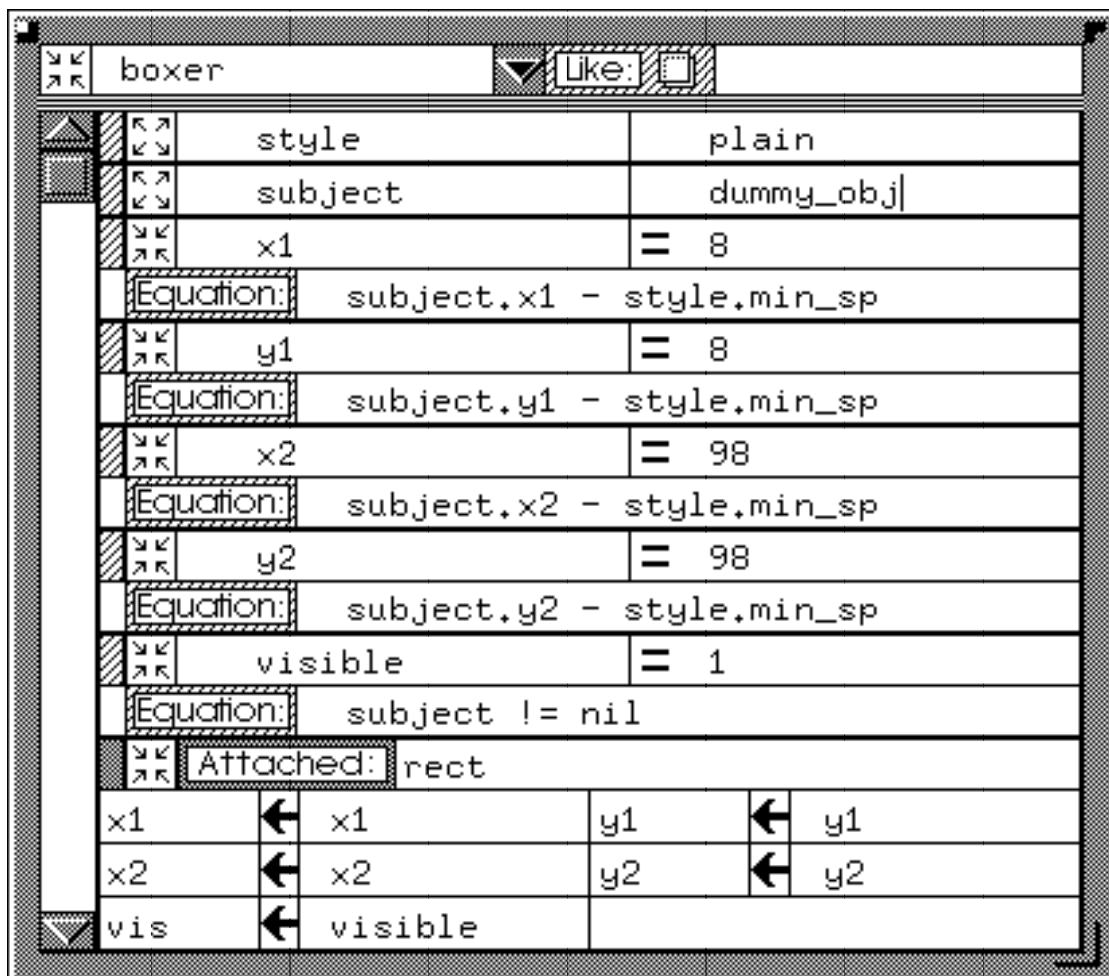 boxer Like:
style plain
subject dummy_obj
x1 = 8
Equation: subject.x1 - style.min_sp
y1 = 8
Equation: subject.y1 - style.min_sp
x2 = 98
Equation: subject.x2 - style.min_sp
y2 = 98
Equation: subject.y2 - style.min_sp
visible = 1
Equation: subject != nil
Attached: rect
x1 ← x1 y1 ← y1
x2 ← x2 y2 ← y2
vis ← visible